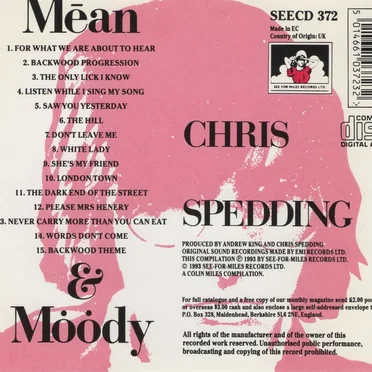 Mēan
1. FOR WHAT WE ARE ABOUT TO HEAR
2. BACKWOOD PROGRESSION
3. THE ONLY LICK I KNOW
4. LISTEN WHILE I SING MY SONG
5. SAW YOU YESTERDAY
6. THE HILL
7. DON'T LEAVE ME
8. WHITE LADY
9. SHE'S MY FRIEND
10. LONDON TOWN
11. THE DARK END OF THE STREET
12. PLEASE MRS HENERY
3. NEVER CARRY MORE THAN YOU CAN EAT
14. WORDS DON'T COME
15. BACKWOOD THEME
&
Mȯȯdy
SEECD 372
Made in EC
Country of Origin: UK
SEE FOR MILES RECORDS LTD
5 014661 037232
COM
dis
DIGITAL A
CHRIS
SPEDDING
PRODUCED BY ANDREW KING AND CHRIS SPEDDING
ORIGINAL SOUND RECORDINGS MADE BY EMI RECORDS LTD.
THIS COMPILATION ℗ 1993 BY SEE-FOR-MILES RECORDS LTD.
© 1993 SEE-FOR-MILES RECORDS LTD.
A COLIN MILES COMPILATION.
For full catalogue and a free copy of our monthly magazine send £2.00 po
or overseas £3.00 cash and also enclose a large self-addressed envelope t
P.O. Box 328, Maidenhead, Berkshire SL6 2NE, England.
All rights of the manufacturer and of the owner of this
recorded work reserved. Unauthorised public performance,
broadcasting and copying of this record prohibited.